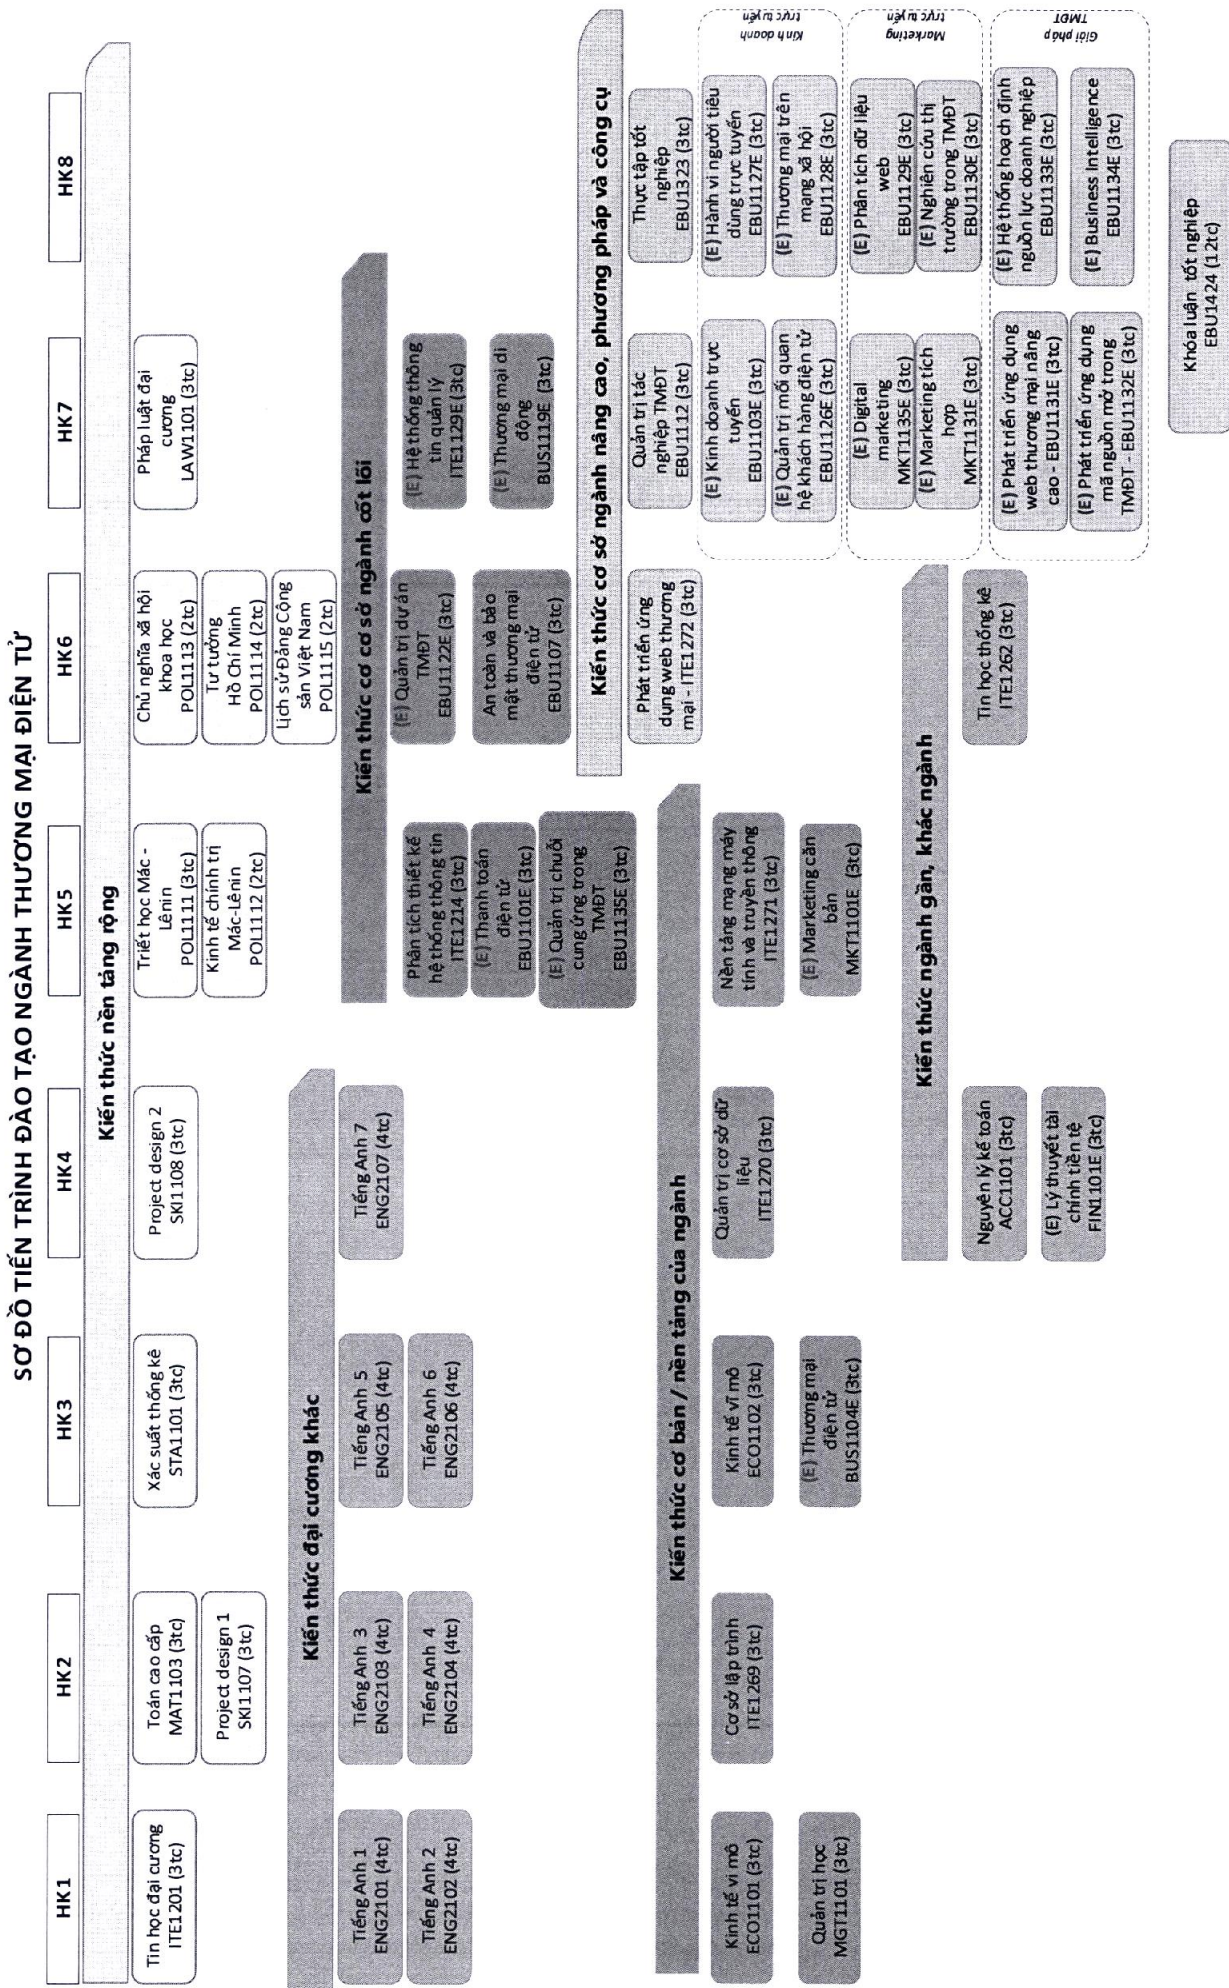 SƠ ĐỒ TIẾN TRÌNH ĐÀO TẠO NGÀNH THƯƠNG MẠI ĐIỆN TỬ
HK1
HK2
HK3
HK4
HK5
HK6
HK7
HK8
Kiến thức nền tảng rộng
Tin học đại cương
ITE1201 (3tc)
Toán cao cấp
MAT1103 (3tc)
Project design 1
SKI1107 (3tc)
Xác suất thống kê
STA1101 (3tc)
Project design 2
SKI1108 (3tc)
Triết học Mác -
Lênin
POL1111 (3tc)
Kinh tế chính trị
Mác-Lênin
POL1112 (2tc)
Chủ nghĩa xã hội
khoa học
POL1113 (2tc)
Tư tưởng
Hồ Chí Minh
POL1114 (2tc)
Lịch sử Đảng Cộng
sản Việt Nam
POL1115 (2tc)
Pháp luật đại
cương
LAW1101 (3tc)
Kiến thức đại cương khác
Tiếng Anh 1
ENG2101 (4tc)
Tiếng Anh 2
ENG2102 (4tc)
Tiếng Anh 3
ENG2103 (4tc)
Tiếng Anh 4
ENG2104 (4tc)
Tiếng Anh 5
ENG2105 (4tc)
Tiếng Anh 6
ENG2106 (4tc)
Tiếng Anh 7
ENG2107 (4tc)
Kiến thức cơ sở ngành cốt lõi
Phân tích thiết kế
hệ thống thông tin
ITE1214 (3tc)
(E) Thanh toán
điện tử
EBU1101E (3tc)
(E) Quản trị chuỗi
cung ứng trong
TMĐT
EBU1135E (3tc)
(E) Quản trị dự án
TMĐT
EBU1122E (3tc)
An toàn và bảo
mật thương mại
điện tử
EBU1107 (3tc)
(E) Hệ thống thông
tin quản lý
ITE1129E (3tc)
(E) Thương mại di
động
BUS1119E (3tc)
Kiến thức cơ sở ngành nâng cao, phương pháp và công cụ
Phát triển ứng
dụng web thương
mại - ITE1272 (3tc)
Quản trị tác
nghiệp TMĐT
EBU1112 (3tc)
Thực tập tốt
nghiệp
EBU1323 (3tc)
(E) Kinh doanh trực
tuyến
EBU1103E (3tc)
(E) Quản trị mối quan
hệ khách hàng điện tử
EBU1126E (3tc)
(E) Hành vi người tiêu
dùng trực tuyến
EBU1127E (3tc)
(E) Thương mại trên
mạng xã hội
EBU1128E (3tc)
Kinh doanh
trực tuyến
(E) Digital
marketing
MKT1135E (3tc)
(E) Marketing tích
hợp
MKT1131E (3tc)
(E) Phân tích dữ liệu
web
EBU1129E (3tc)
(E) Nghiên cứu thị
trường trong TMĐT
EBU1130E (3tc)
Marketing
trực tuyến
(E) Phát triển ứng dụng
web thương mại nâng
cao - EBU1131E (3tc)
(E) Phát triển ứng dụng
mã nguồn mở trong
TMĐT - EBU1132E (3tc)
(E) Hệ thống hoạch định
nguồn lực doanh nghiệp
EBU1133E (3tc)
(E) Business Intelligence
EBU1134E (3tc)
Giải pháp
TMĐT
Khóa luận tốt nghiệp
EBU1424 (12tc)
Kiến thức cơ bản / nền tảng của ngành
Kinh tế vi mô
ECO1101 (3tc)
Quản trị học
MGT1101 (3tc)
Cơ sở lập trình
ITE1269 (3tc)
Kinh tế vĩ mô
ECO1102 (3tc)
(E) Thương mại
điện tử
BUS1104E (3tc)
Quản trị cơ sở dữ
liệu
ITE1270 (3tc)
Nền tảng mạng máy
tính và truyền thông
ITE1271 (3tc)
(E) Marketing căn
bản
MKT1101E (3tc)
Kiến thức ngành gần, khác ngành
Nguyên lý kế toán
ACC1101 (3tc)
(E) Lý thuyết tài
chính tiền tệ
FIN1101E (3tc)
Tin học thống kê
ITE1262 (3tc)